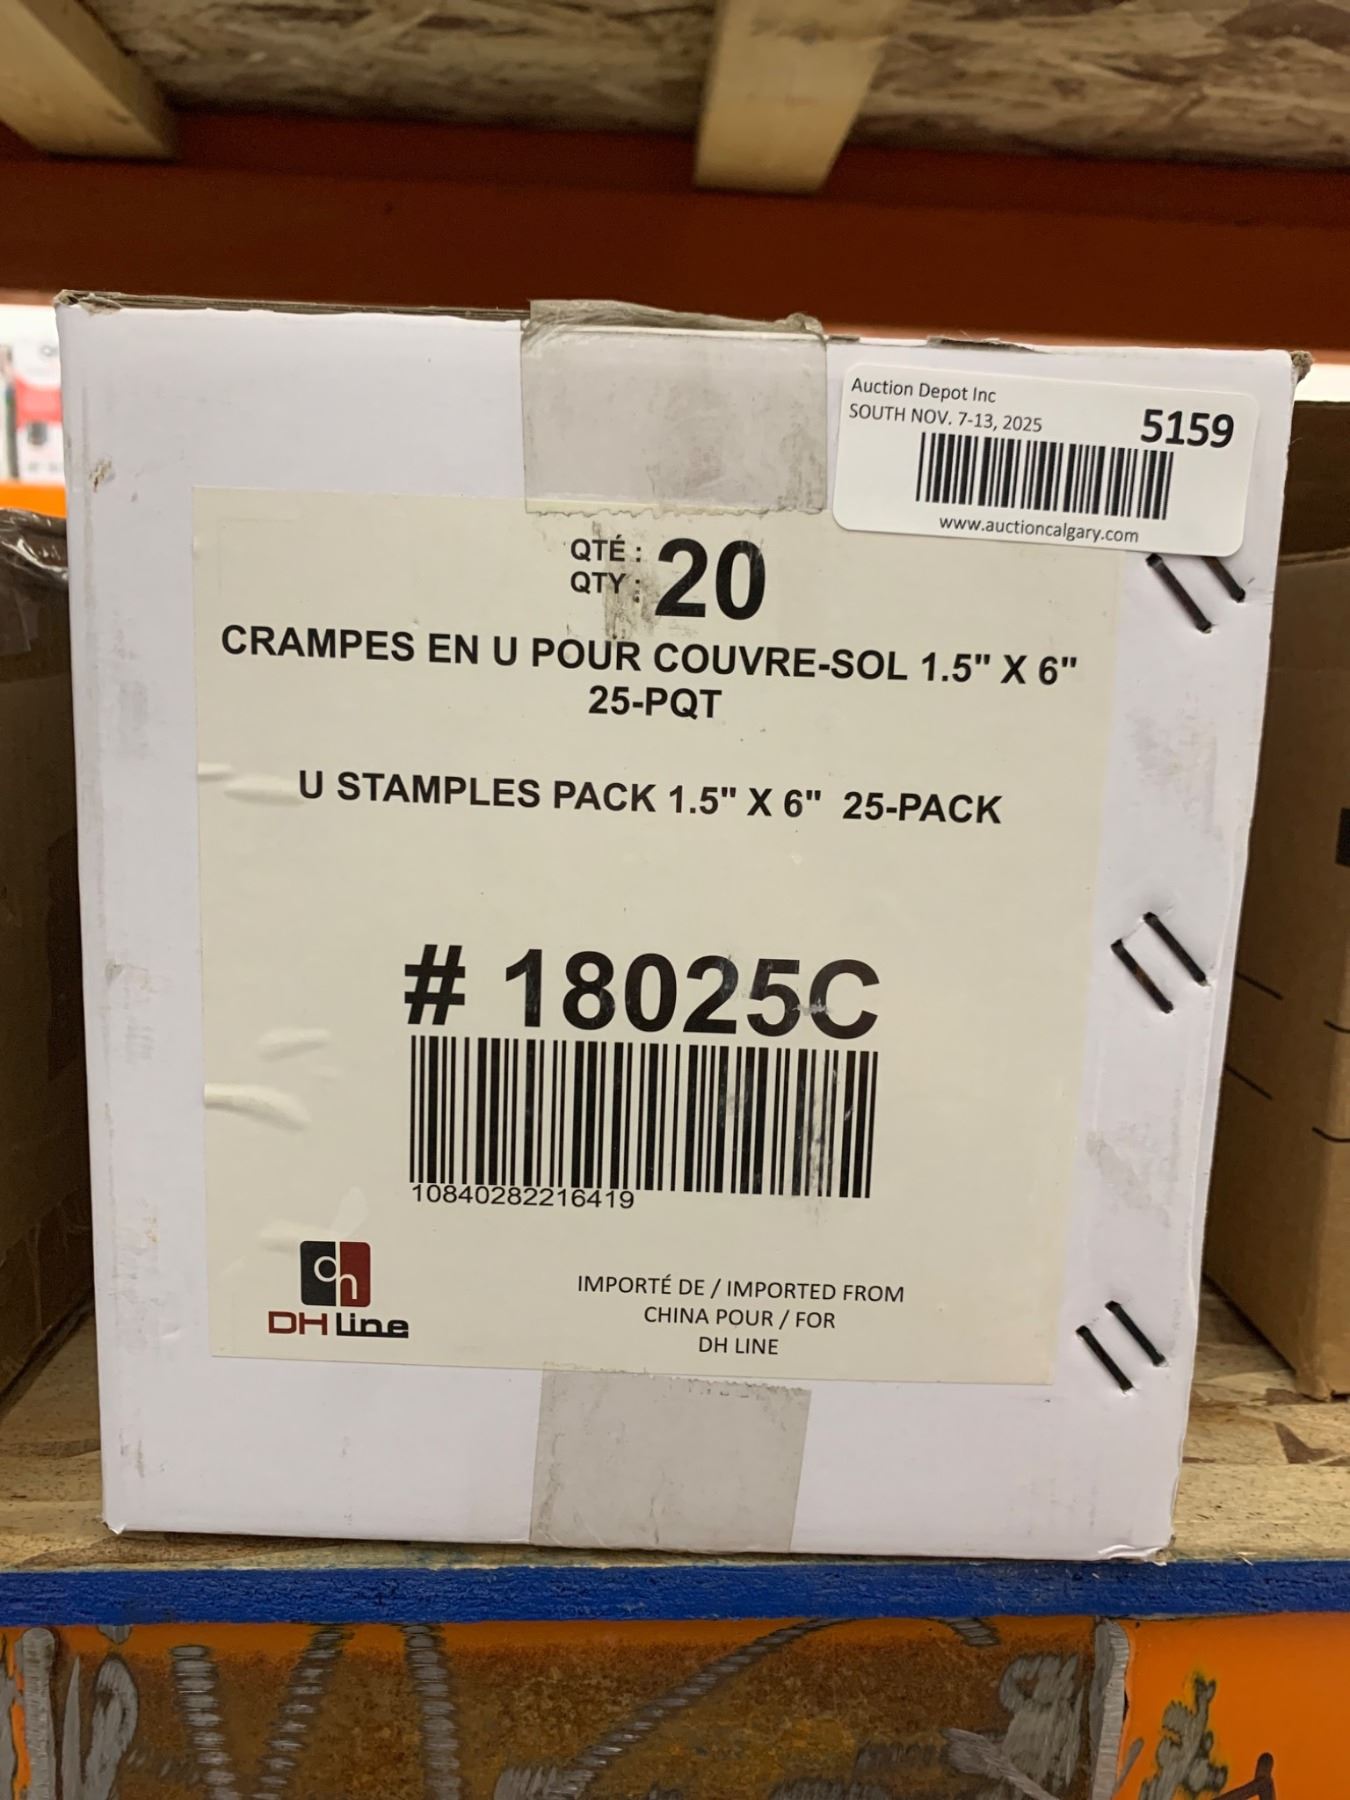 Auction Depot Inc
SOUTH NOV. 7-13, 2025
5159
www.auctioncalgary.com
QTÉ :
QTY :
20
CRAMPES EN U POUR COUVRE-SOL 1.5" X 6"
25-PQT
U STAMPLES PACK 1.5" X 6" 25-PACK
# 18025C
10840282216419
dh
DH Line
IMPORTÉ DE / IMPORTED FROM
CHINA POUR / FOR
DH LINE